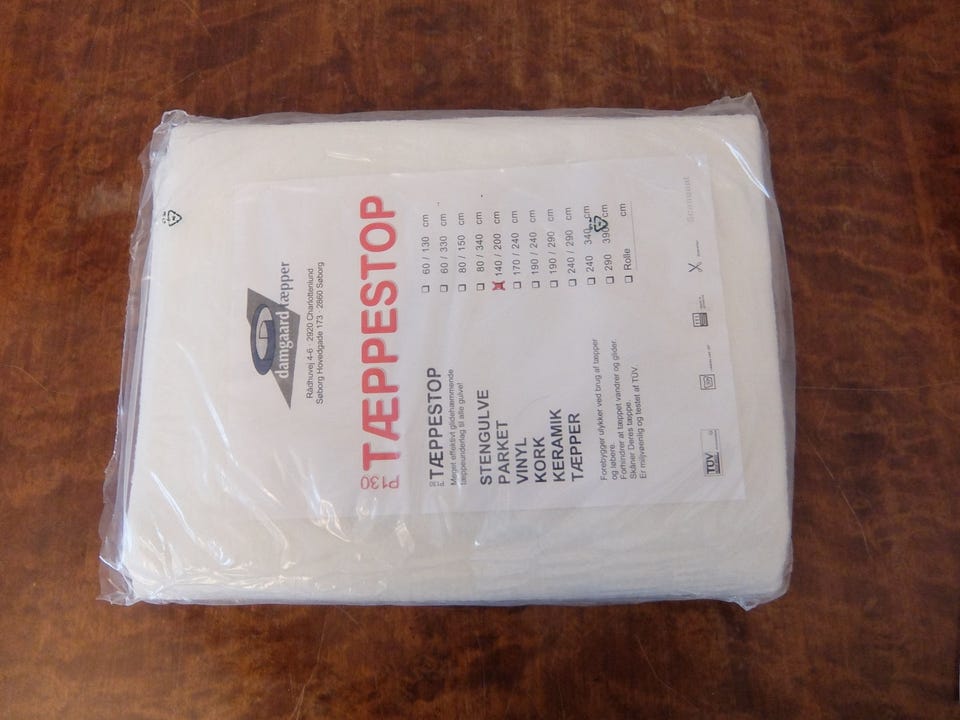 damgaard tæpper
Rådhuvej 4-6 · 2920 Charlottenlund
Søborg Hovedgade 173 · 2860 Søborg
P130 TÆPPESTOP
P130 TÆPPESTOP
Meget effektivt glidehæmmende
tæppeunderlag til alle gulve!
STENGULVE
PARKET
VINYL
KORK
KERAMIK
TÆPPER
Forebygger ulykker ved brug af tæpper
og løbere.
Forhindrer at tæppet vandrer og glider.
Skåner Deres tæppe.
Er miljøvenlig og testet af TÜV.
60 / 130 cm
60 / 330 cm
80 / 150 cm
80 / 340 cm
140 / 200 cm
170 / 240 cm
190 / 240 cm
190 / 290 cm
240 / 290 cm
240 340 cm
290 390 cm
Rolle cm
TÜV